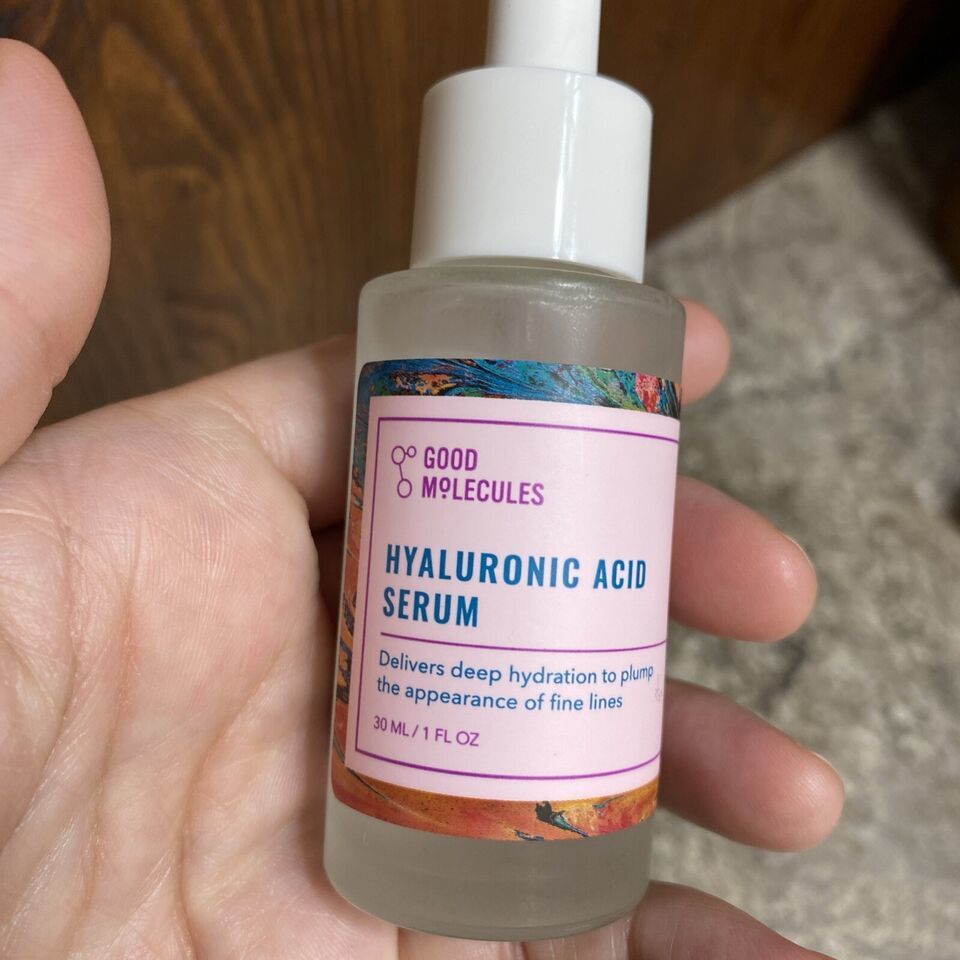 GOOD
MOLECULES
HYALURONIC ACID
SERUM
Delivers deep hydration to plump
the appearance of fine lines
30 ML / 1 FL OZ